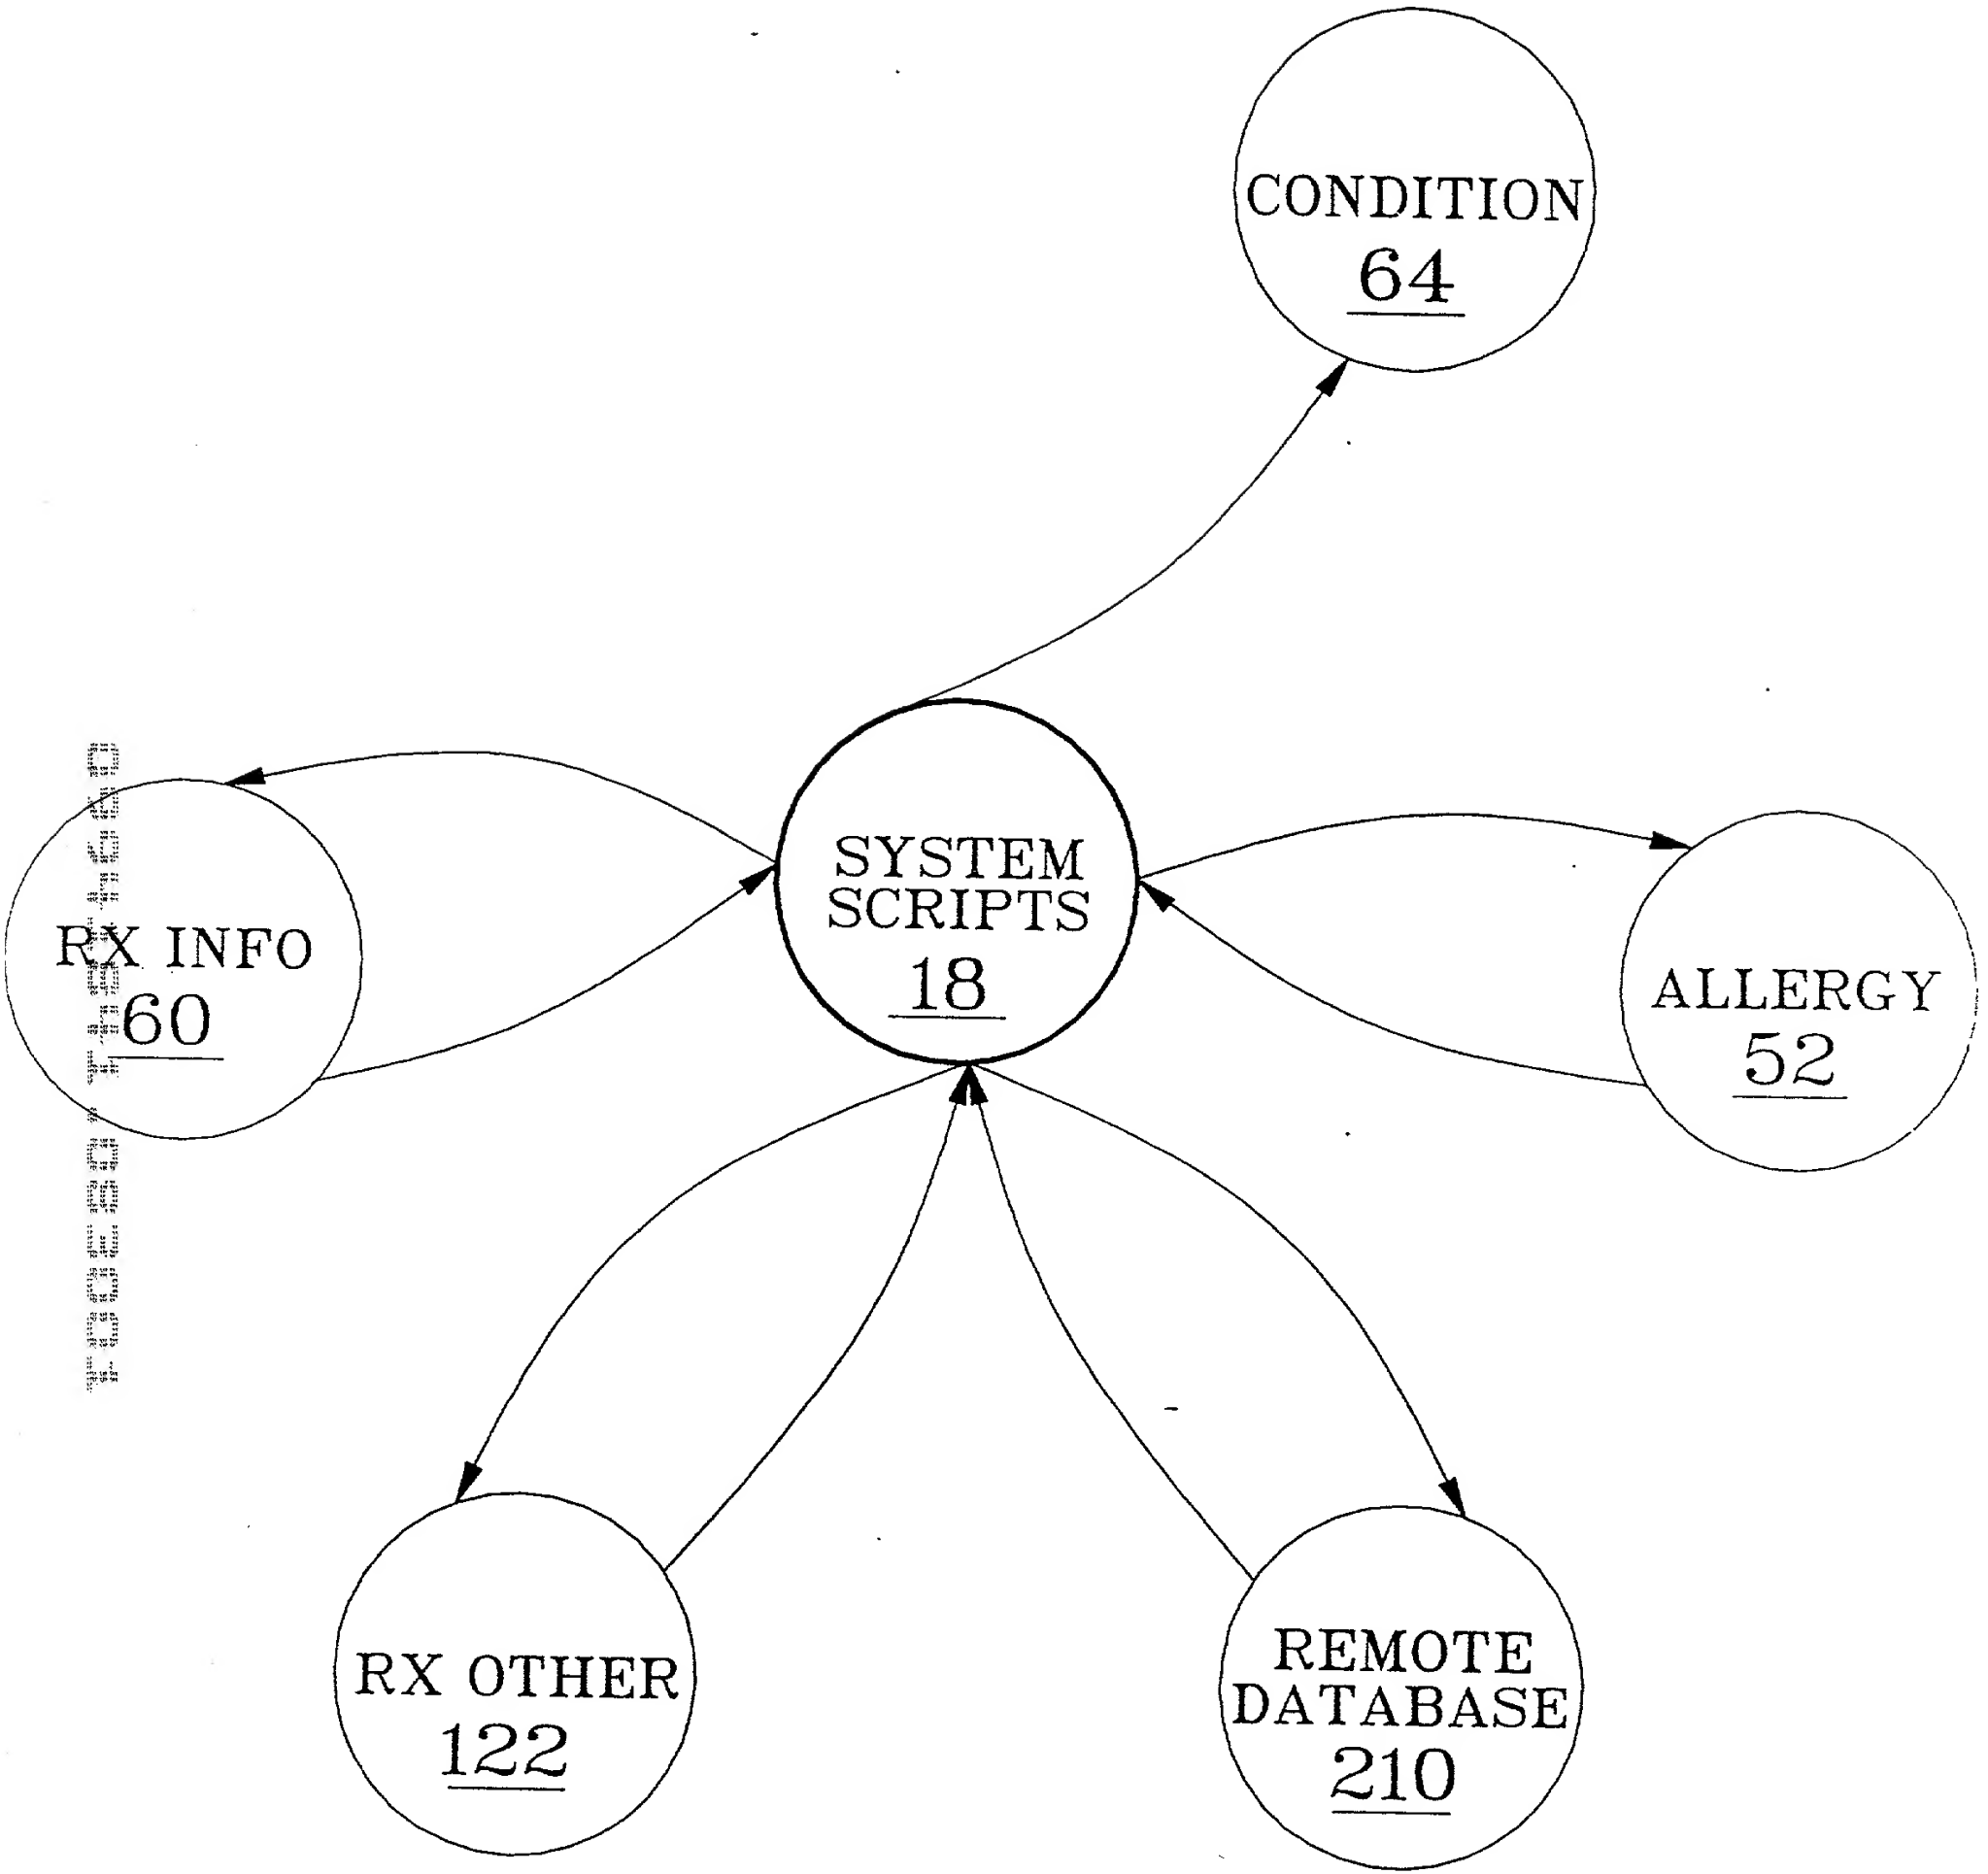 CONDITION
64
SYSTEM
SCRIPTS
18
RX INFO
60
ALLERGY
52
RX OTHER
122
REMOTE
DATABASE
210